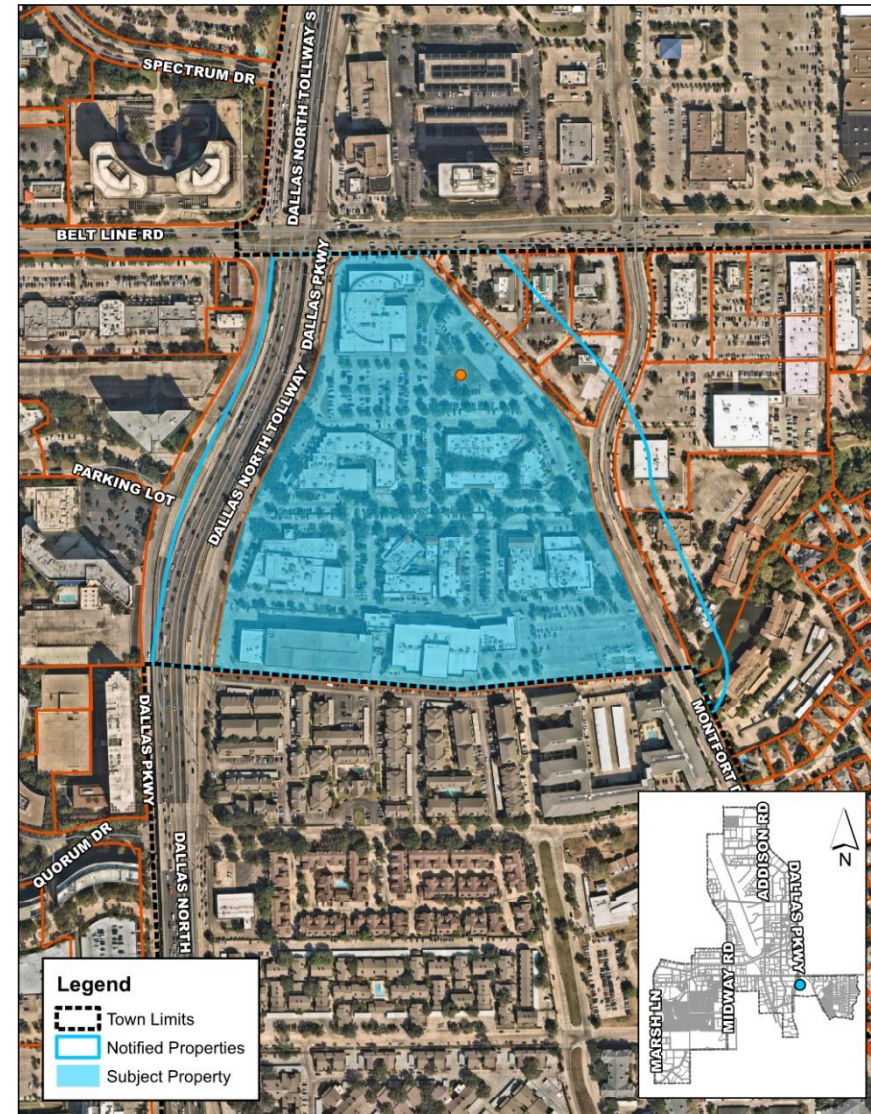 SPECTRUM DR
DALLAS NORTH TOLLWAY S
BELT LINE RD
DALLAS PKWY
DALLAS NORTH TOLLWAY
PARKING LOT
DALLAS PKWY
MONTFORT
QUORUM DR
DALLAS NORTH
Legend
Town Limits
Notified Properties
Subject Property
ADDISON RD
DALLAS PKWY
MIDWAY RD
MARSH LN
N